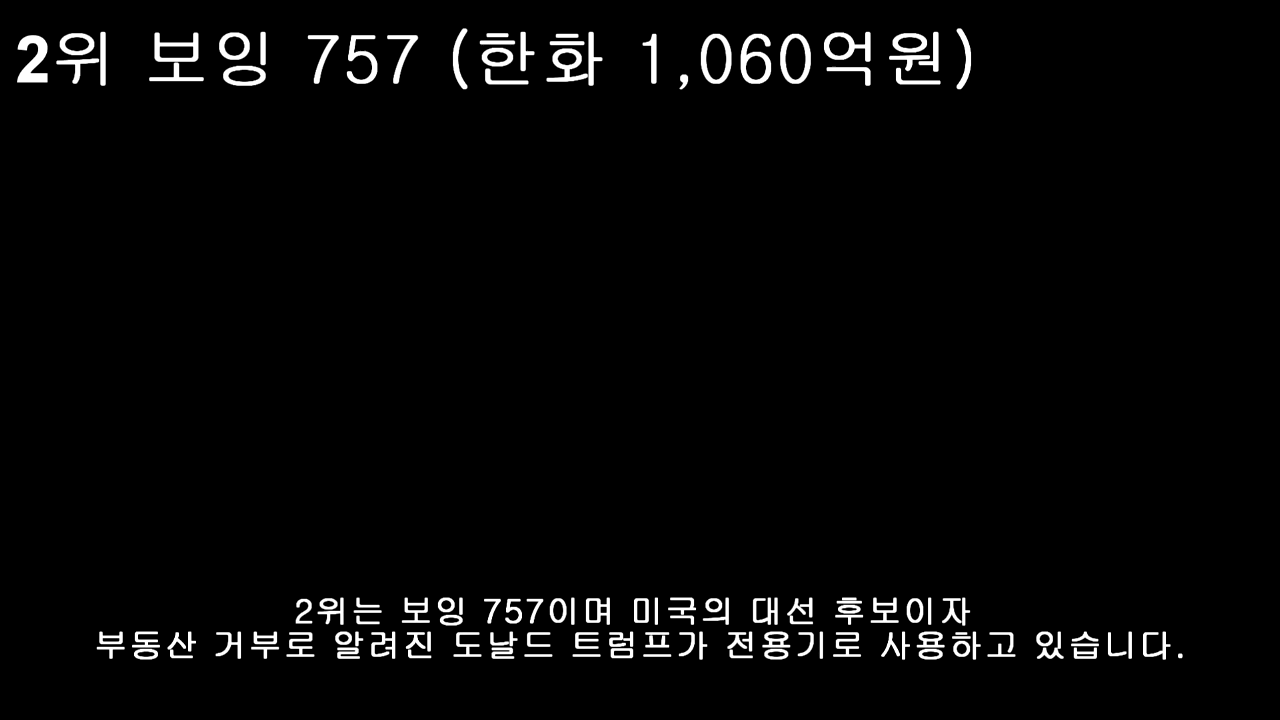 2위 보잉 757 (한화 1,060억원)
2위는 보잉 757이며 미국의 대선 후보이자
부동산 거부로 알려진 도날드 트럼프가 전용기로 사용하고 있습니다.